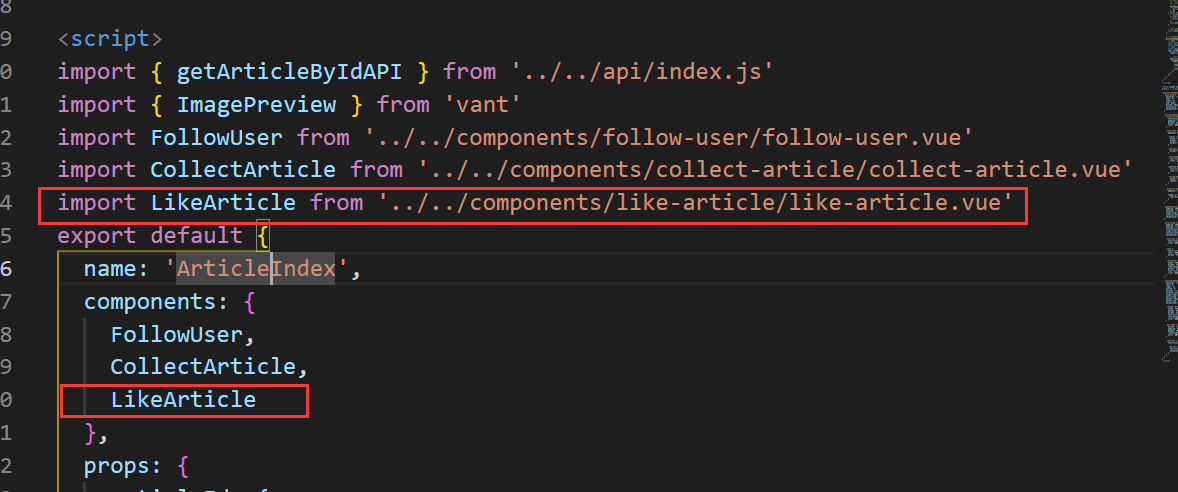 8
9 <script>
0 import { getArticleByIdAPI } from '../../api/index.js'
1 import { ImagePreview } from 'vant'
2 import FollowUser from '../../components/follow-user/follow-user.vue'
3 import CollectArticle from '../../components/collect-article/collect-article.vue'
4 import LikeArticle from '../../components/like-article/like-article.vue'
5 export default {
6 name: 'ArticleIndex',
7 components: {
8 FollowUser,
9 CollectArticle,
0 LikeArticle
1 },
2 props: {